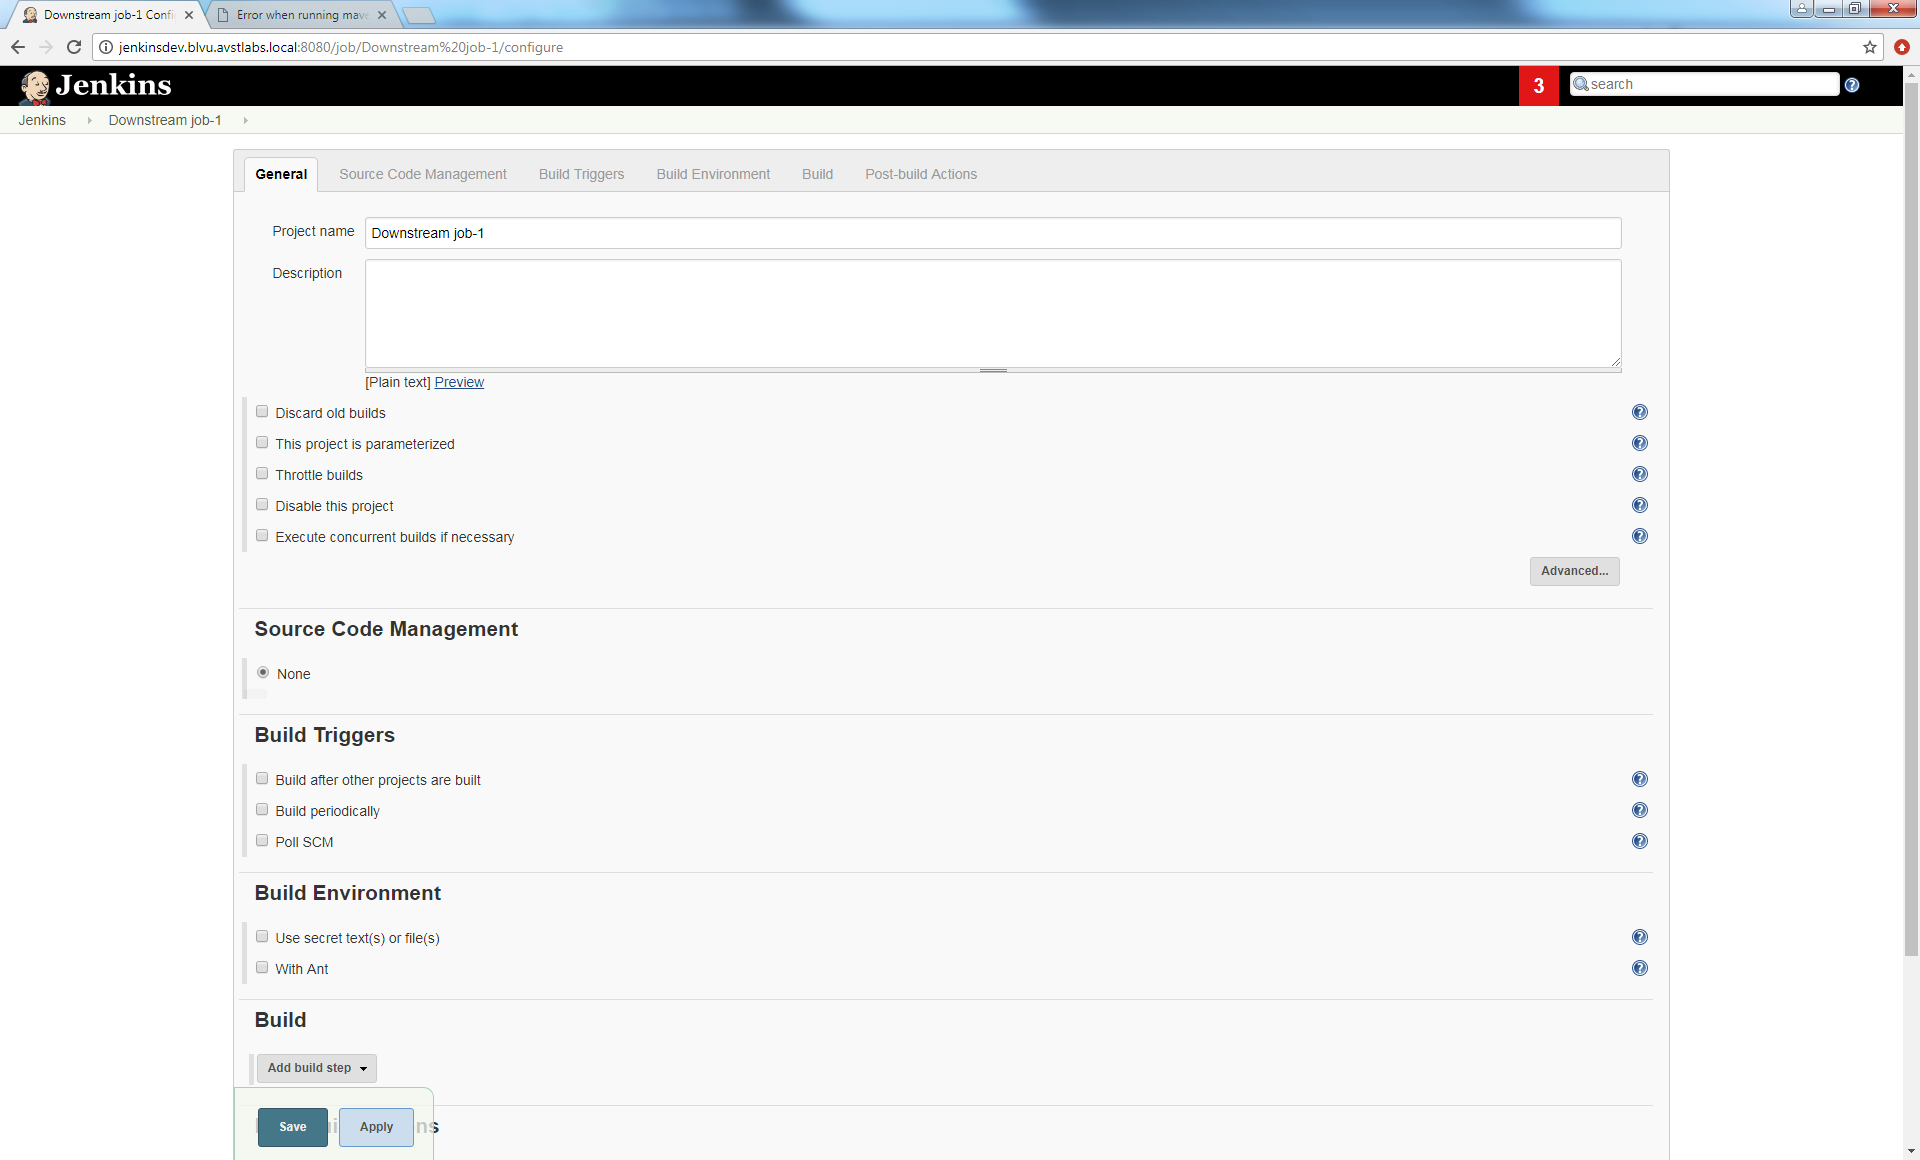 Downstream job-1 Confi
Error when running mave
jenkinsdev.blvu.avstlabs.local:8080/job/Downstream%20job-1/configure
Jenkins
3
search
Jenkins
Downstream job-1
General
Source Code Management
Build Triggers
Build Environment
Build
Post-build Actions
Project name
Downstream job-1
Description
[Plain text] Preview
Discard old builds
This project is parameterized
Throttle builds
Disable this project
Execute concurrent builds if necessary
Advanced...
Source Code Management
None
Build Triggers
Build after other projects are built
Build periodically
Poll SCM
Build Environment
Use secret text(s) or file(s)
With Ant
Build
Add build step
Save
Apply